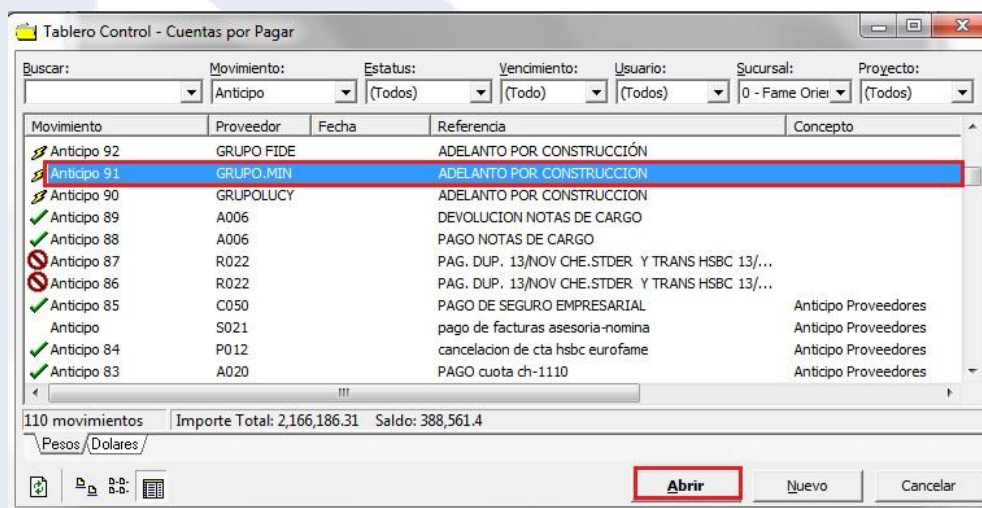 Tablero Control - Cuentas por Pagar
Buscar: Movimiento: Estatus: Vencimiento: Usuario: Sucursal: Proyecto:
Anticipo (Todos) (Todo) (Todos) 0 - Fame Orier (Todos)
Movimiento Proveedor Fecha Referencia Concepto
Anticipo 92 GRUPO FIDE ADELANTO POR CONSTRUCCIÓN
Anticipo 91 GRUPO.MIN ADELANTO POR CONSTRUCCION
Anticipo 90 GRUPOLUCY ADELANTO POR CONSTRUCCION
Anticipo 89 A006 DEVOLUCION NOTAS DE CARGO
Anticipo 88 A006 PAGO NOTAS DE CARGO
Anticipo 87 R022 PAG. DUP. 13/NOV CHE.STDER Y TRANS HSBC 13/...
Anticipo 86 R022 PAG. DUP. 13/NOV CHE.STDER Y TRANS HSBC 13/...
Anticipo 85 C050 PAGO DE SEGURO EMPRESARIAL Anticipo Proveedores
Anticipo S021 pago de facturas asesoria-nomina Anticipo Proveedores
Anticipo 84 P012 cancelacion de cta hsbc eurofame Anticipo Proveedores
Anticipo 83 A020 PAGO cuota ch-1110 Anticipo Proveedores
110 movimientos Importe Total: 2,166,186.31 Saldo: 388,561.4
Pesos Dolares
Abrir Nuevo Cancelar